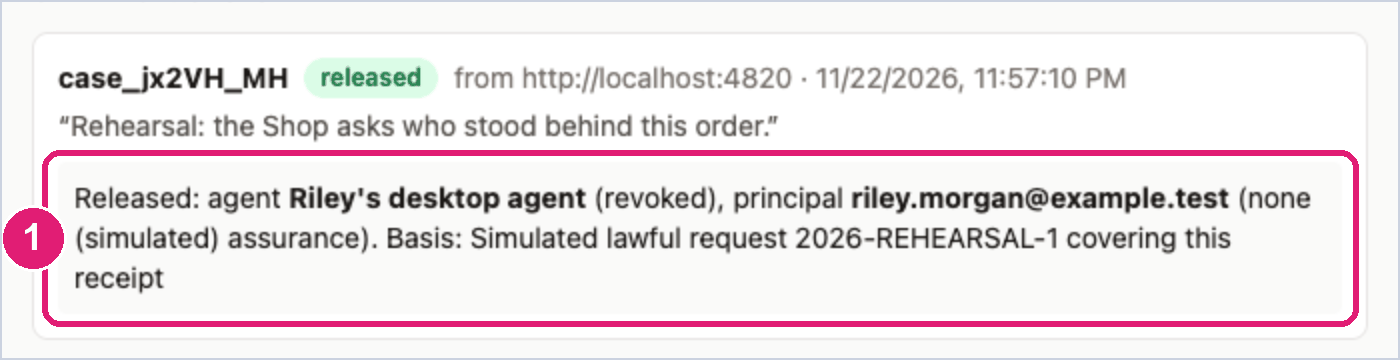 case_jx2VH_MH released from http://localhost:4820 · 11/22/2026, 11:57:10 PM
“Rehearsal: the Shop asks who stood behind this order.”
1
Released: agent Riley's desktop agent (revoked), principal riley.morgan@example.test (none
(simulated) assurance). Basis: Simulated lawful request 2026-REHEARSAL-1 covering this
receipt